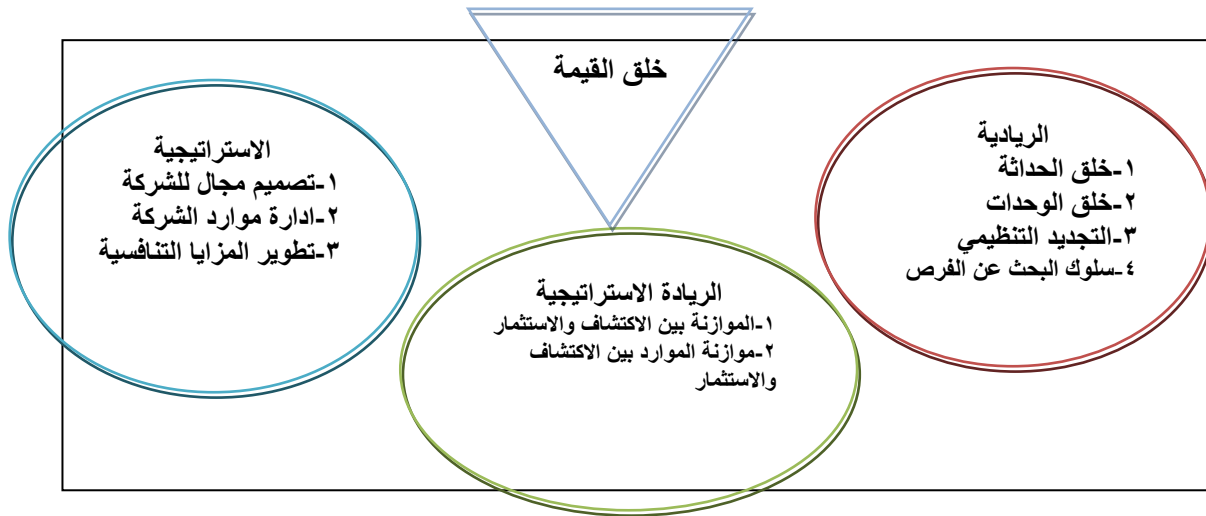 خلق القيمة
الريادية
١-خلق الحداثة
٢-خلق الوحدات
٣-التجديد التنظيمي
٤-سلوك البحث عن الفرص
الاستراتيجية
١-تصميم مجال للشركة
٢-ادارة موارد الشركة
٣-تطوير المزايا التنافسية
الريادة الاستراتيجية
١-الموازنة بين الاكتشاف والاستثمار
٢-موازنة الموارد بين الاكتشاف
والاستثمار